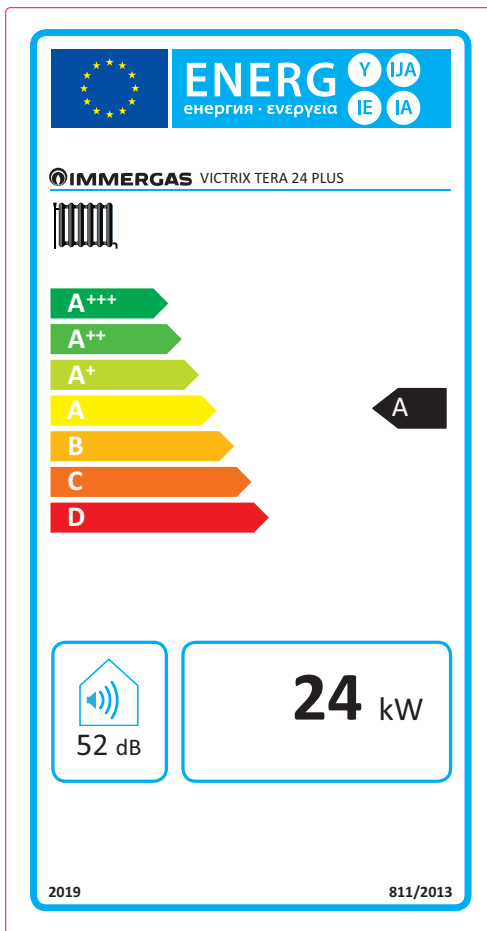 ENERG Y IJA
енергия · ενεργεια IE IA
IMMERGAS VICTRIX TERA 24 PLUS
A+++
A++
A+
A A
B
C
D
24 kW
52 dB
2019 811/2013